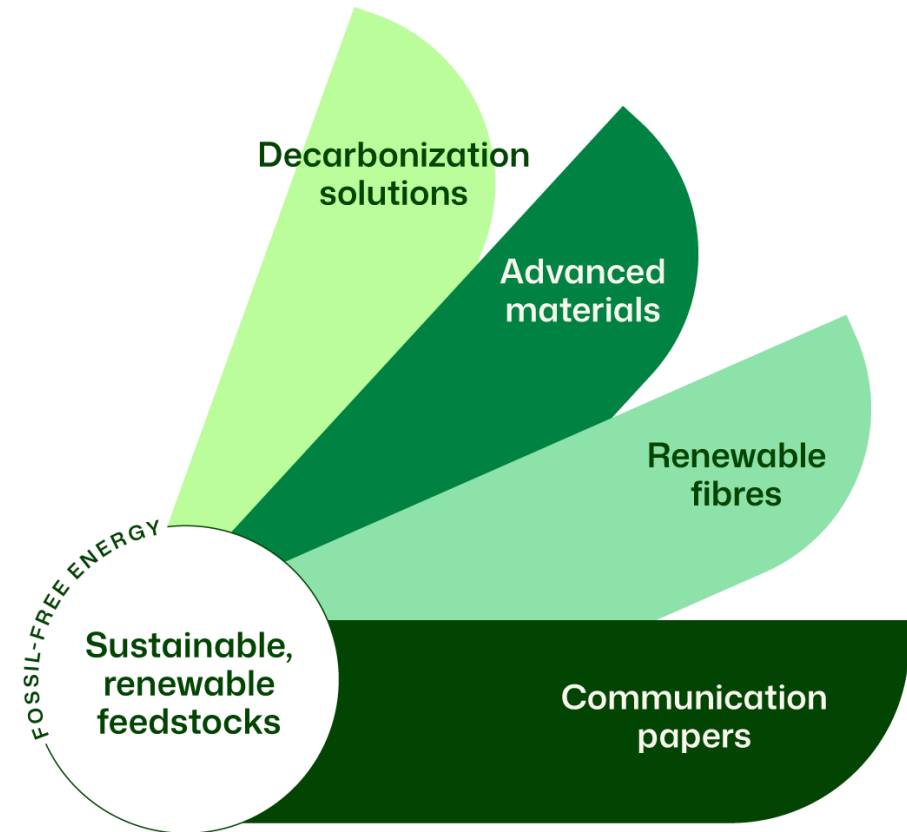 Decarbonization
solutions
Advanced
materials
Renewable
fibres
FOSSIL-FREE ENERGY
Sustainable,
renewable
feedstocks
Communication
papers